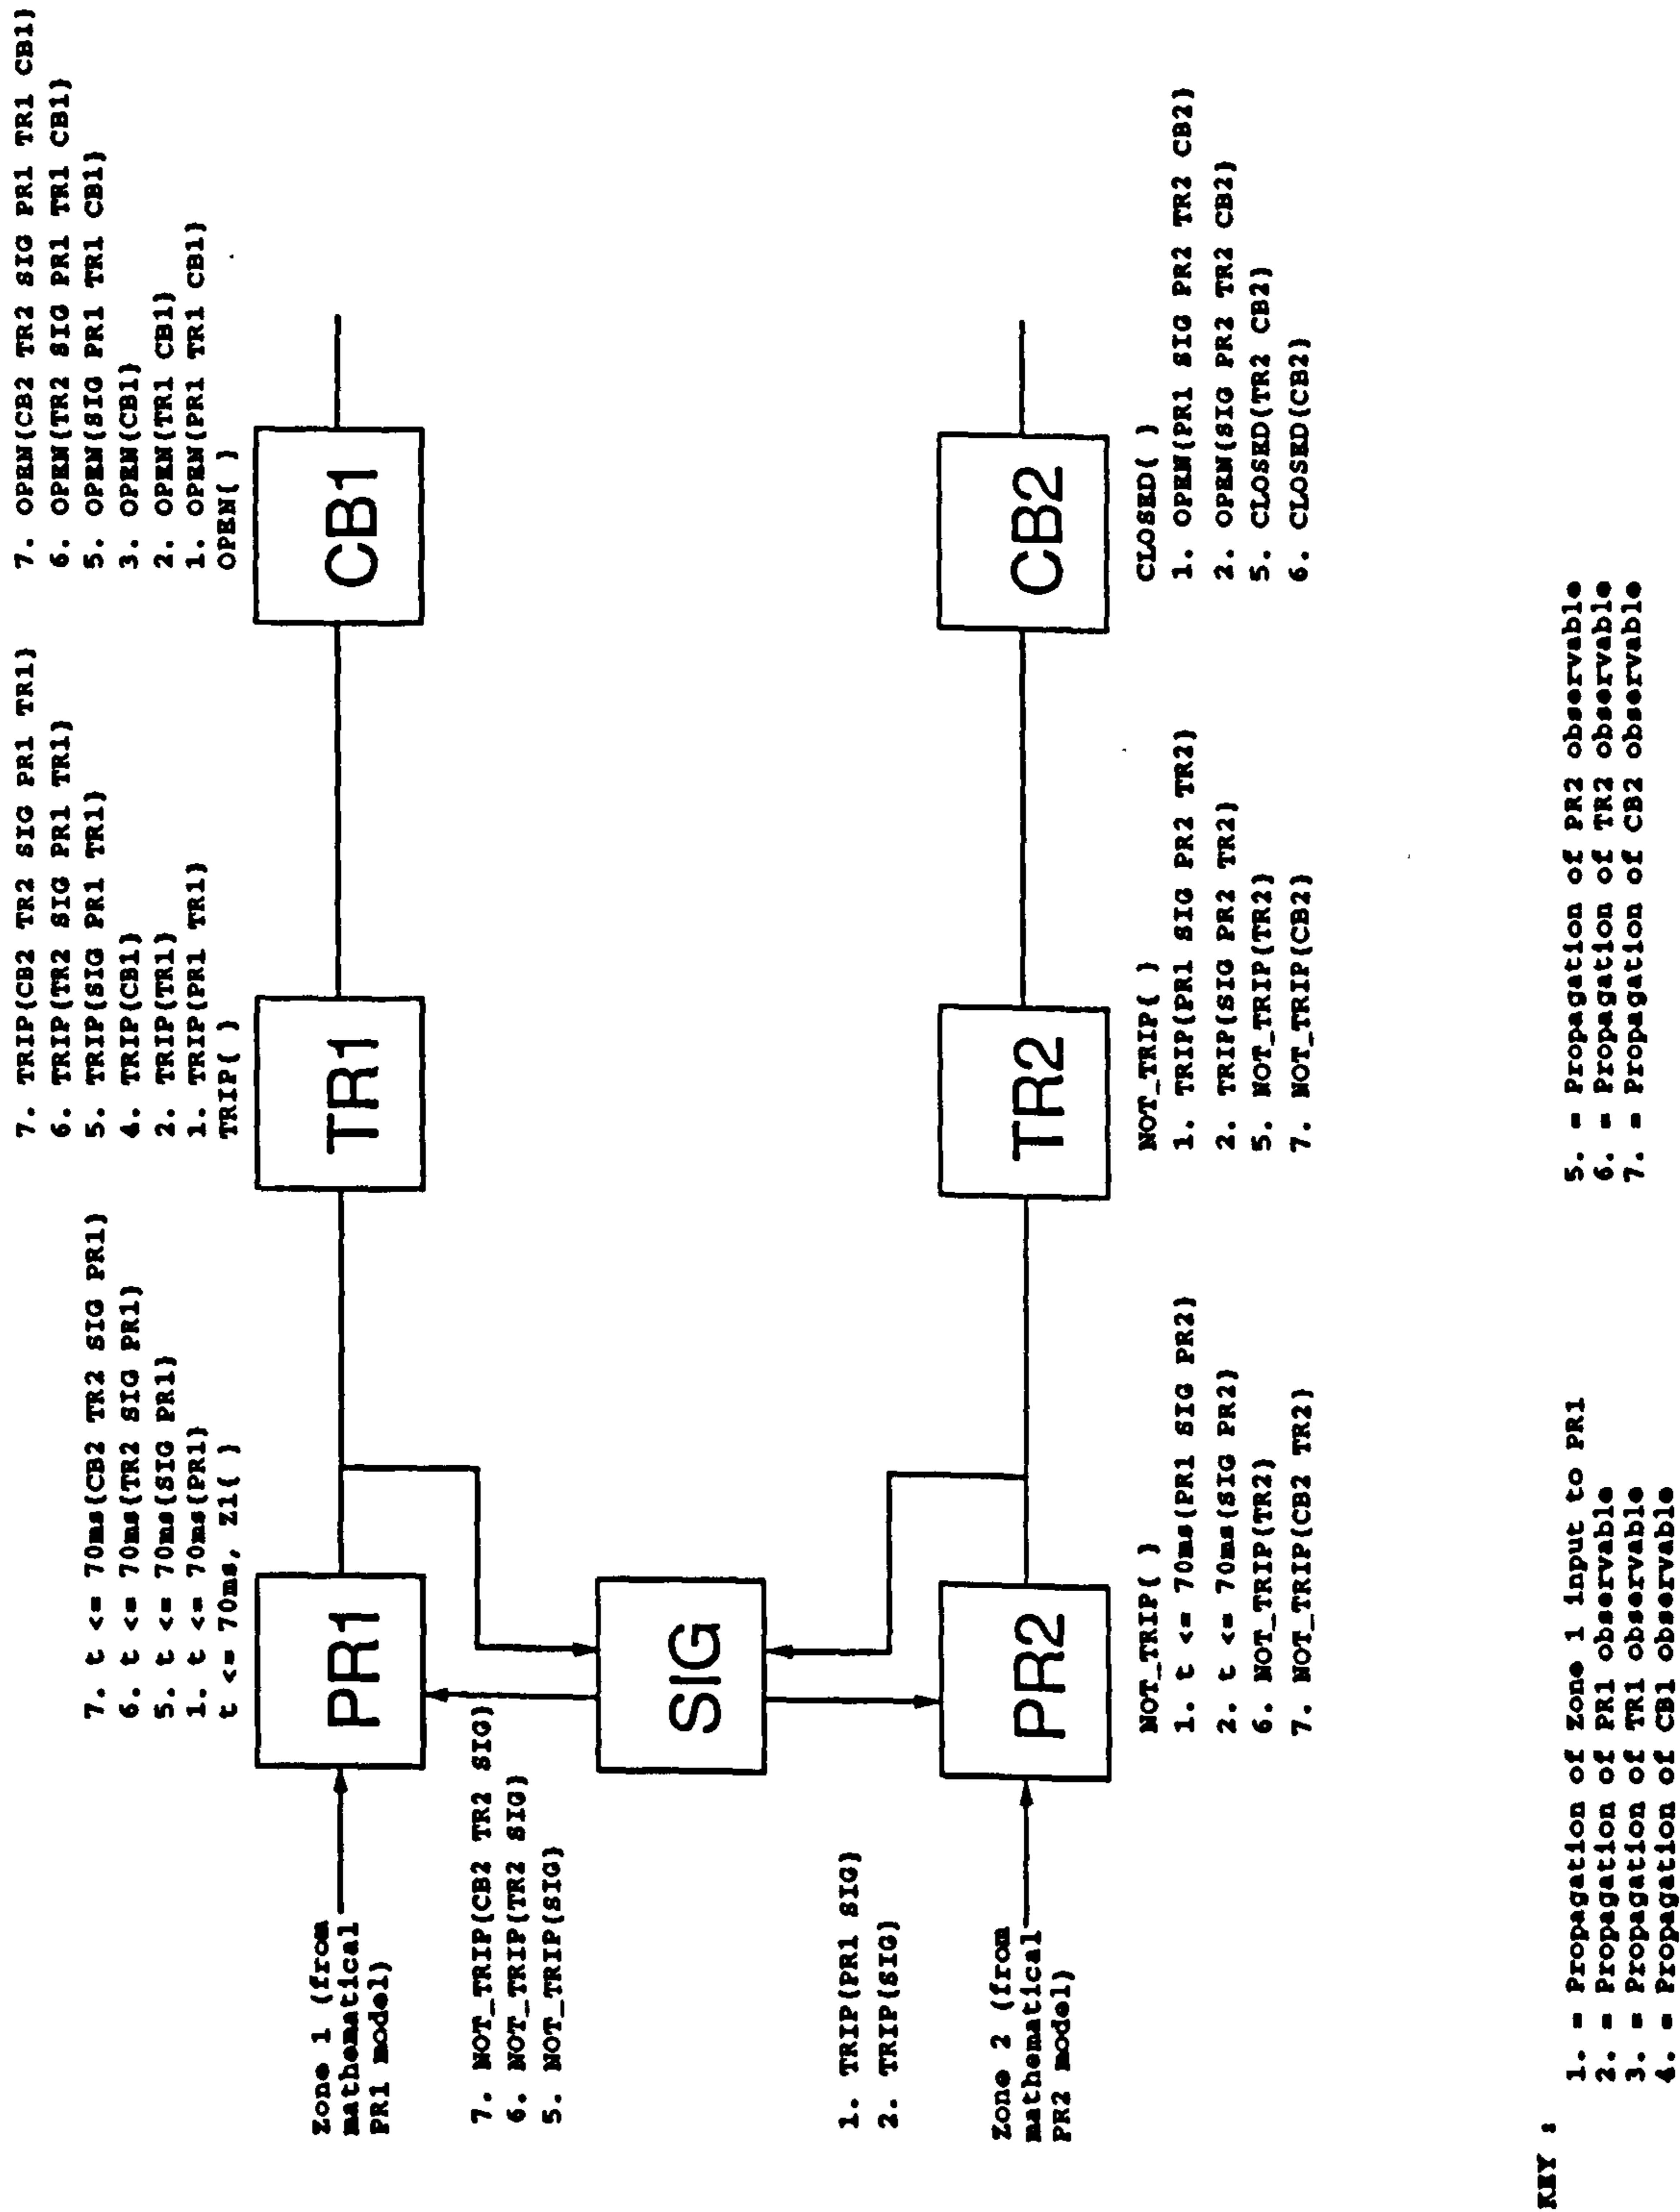 7. t <= 70ms{CB2 TR2 SIG PR1}
6. t <= 70ms{TR2 SIG PR1}
5. t <= 70ms{SIG PR1}
1. t <= 70ms{PR1}
t <= 70ms, Z1{ }
7. TRIP{CB2 TR2 SIG PR1 TR1}
6. TRIP{TR2 SIG PR1 TR1}
5. TRIP{SIG PR1 TR1}
4. TRIP{CB1}
2. TRIP{TR1}
1. TRIP{PR1 TR1}
TRIP{ }
7. OPEN{CB2 TR2 SIG PR1 TR1 CB1}
6. OPEN{TR2 SIG PR1 TR1 CB1}
5. OPEN{SIG PR1 TR1 CB1}
3. OPEN{CB1}
2. OPEN{TR1 CB1}
1. OPEN{PR1 TR1 CB1}
OPEN{ }
Zone 1 (from
mathematical
PR1 model)
PR1
TR1
CB1
7. NOT_TRIP{CB2 TR2 SIG}
6. NOT_TRIP{TR2 SIG}
5. NOT_TRIP{SIG}
SIG
1. TRIP{PR1 SIG}
2. TRIP{SIG}
Zone 2 (from
mathematical
PR2 model)
PR2
TR2
CB2
NOT_TRIP{ }
1. t <= 70ms{PR1 SIG PR2}
2. t <= 70ms{SIG PR2}
6. NOT_TRIP{TR2}
7. NOT_TRIP{CB2 TR2}
NOT_TRIP{ }
1. TRIP{PR1 SIG PR2 TR2}
2. TRIP{SIG PR2 TR2}
5. NOT_TRIP{TR2}
7. NOT_TRIP{CB2}
CLOSED{ }
1. OPEN{PR1 SIG PR2 TR2 CB2}
2. OPEN{SIG PR2 TR2 CB2}
5. CLOSED{TR2 CB2}
6. CLOSED{CB2}
KEY :
1. = Propagation of Zone 1 input to PR1
2. = Propagation of PR1 observable
3. = Propagation of TR1 observable
4. = Propagation of CB1 observable
5. = Propagation of PR2 observable
6. = Propagation of TR2 observable
7. = Propagation of CB2 observable